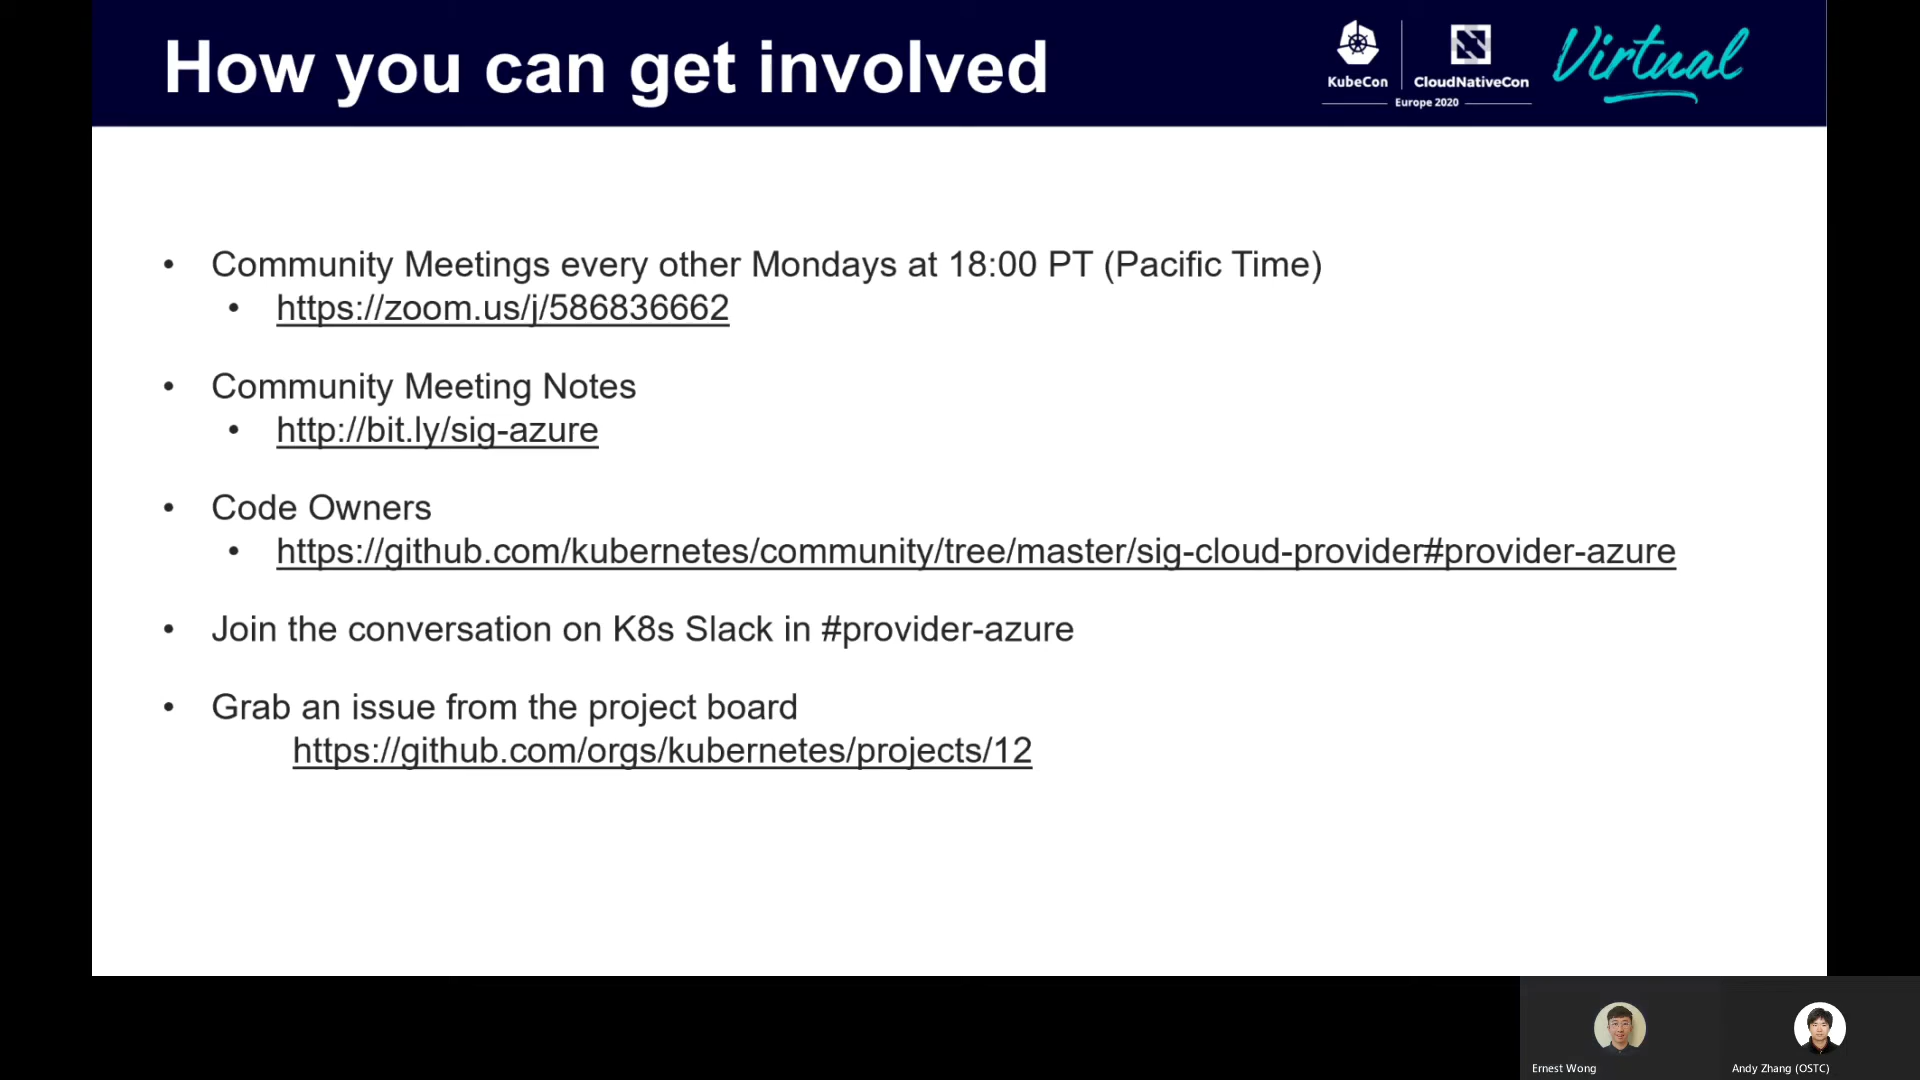 How you can get involved
KubeCon
CloudNativeCon
Europe 2020
Virtual
• Community Meetings every other Mondays at 18:00 PT (Pacific Time)
• https://zoom.us/j/586836662
• Community Meeting Notes
• http://bit.ly/sig-azure
• Code Owners
• https://github.com/kubernetes/community/tree/master/sig-cloud-provider#provider-azure
• Join the conversation on K8s Slack in #provider-azure
• Grab an issue from the project board
https://github.com/orgs/kubernetes/projects/12
Ernest Wong
Andy Zhang (OSTC)